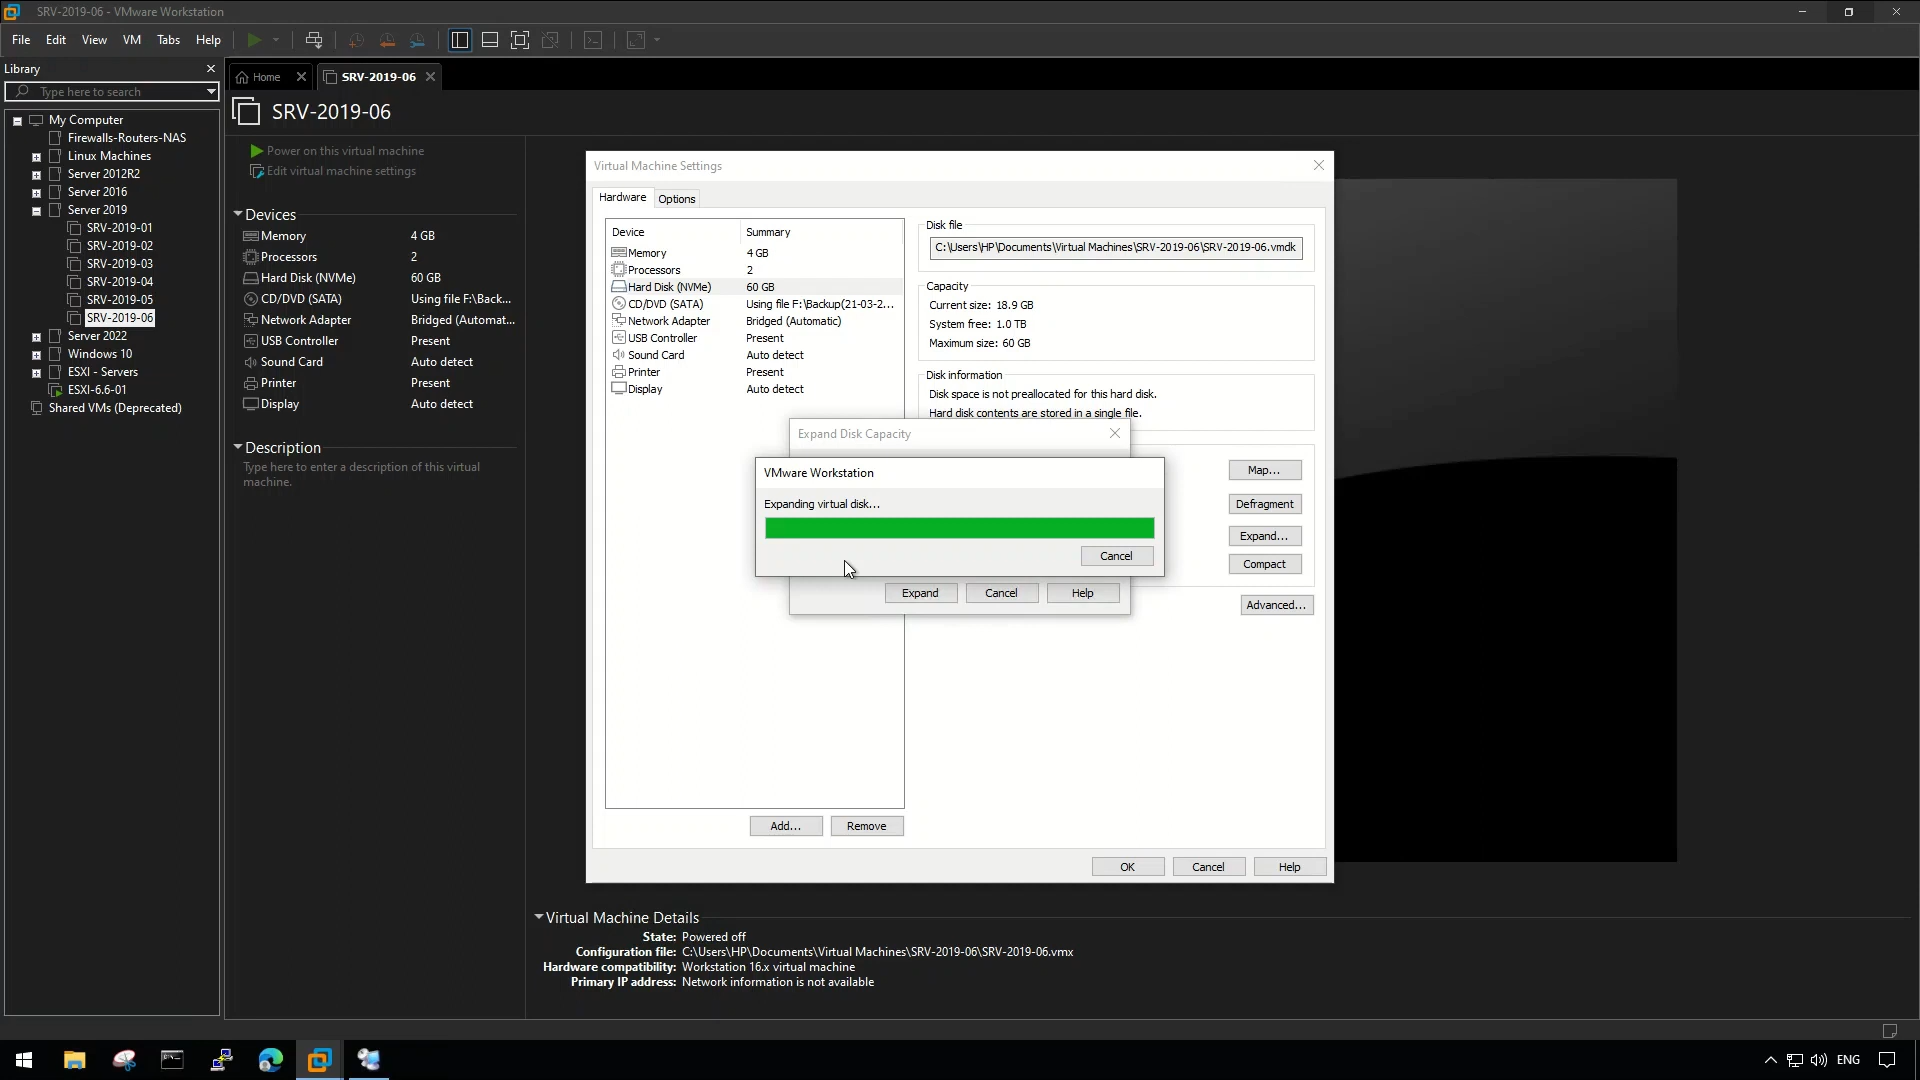 SRV-2019-06 - VMware Workstation
File Edit View VM Tabs Help
Library
Type here to search
My Computer
Firewalls-Routers-NAS
Linux Machines
Server 2012R2
Server 2016
Server 2019
SRV-2019-01
SRV-2019-02
SRV-2019-03
SRV-2019-04
SRV-2019-05
SRV-2019-06
Server 2022
Windows 10
ESXI - Servers
ESXI-6.6-01
Shared VMs (Deprecated)
Home
SRV-2019-06
SRV-2019-06
Power on this virtual machine
Edit virtual machine settings
Devices
Memory 4 GB
Processors 2
Hard Disk (NVMe) 60 GB
CD/DVD (SATA) Using file F:\Back...
Network Adapter Bridged (Automat...
USB Controller Present
Sound Card Auto detect
Printer Present
Display Auto detect
Description
Type here to enter a description of this virtual
machine.
Virtual Machine Settings
Hardware Options
Device Summary
Memory 4 GB
Processors 2
Hard Disk (NVMe) 60 GB
CD/DVD (SATA) Using file F:\Backup(21-03-2...
Network Adapter Bridged (Automatic)
USB Controller Present
Sound Card Auto detect
Printer Present
Display Auto detect
Add... Remove
Disk file
C:\Users\HP\Documents\Virtual Machines\SRV-2019-06\SRV-2019-06.vmdk
Capacity
Current size: 18.9 GB
System free: 1.0 TB
Maximum size: 60 GB
Disk information
Disk space is not preallocated for this hard disk.
Hard disk contents are stored in a single file.
Map...
Defragment
Expand...
Compact
Advanced...
Expand Disk Capacity
VMware Workstation
Expanding virtual disk...
Cancel
Expand Cancel Help
OK Cancel Help
Virtual Machine Details
State: Powered off
Configuration file: C:\Users\HP\Documents\Virtual Machines\SRV-2019-06\SRV-2019-06.vmx
Hardware compatibility: Workstation 16.x virtual machine
Primary IP address: Network information is not available
ENG